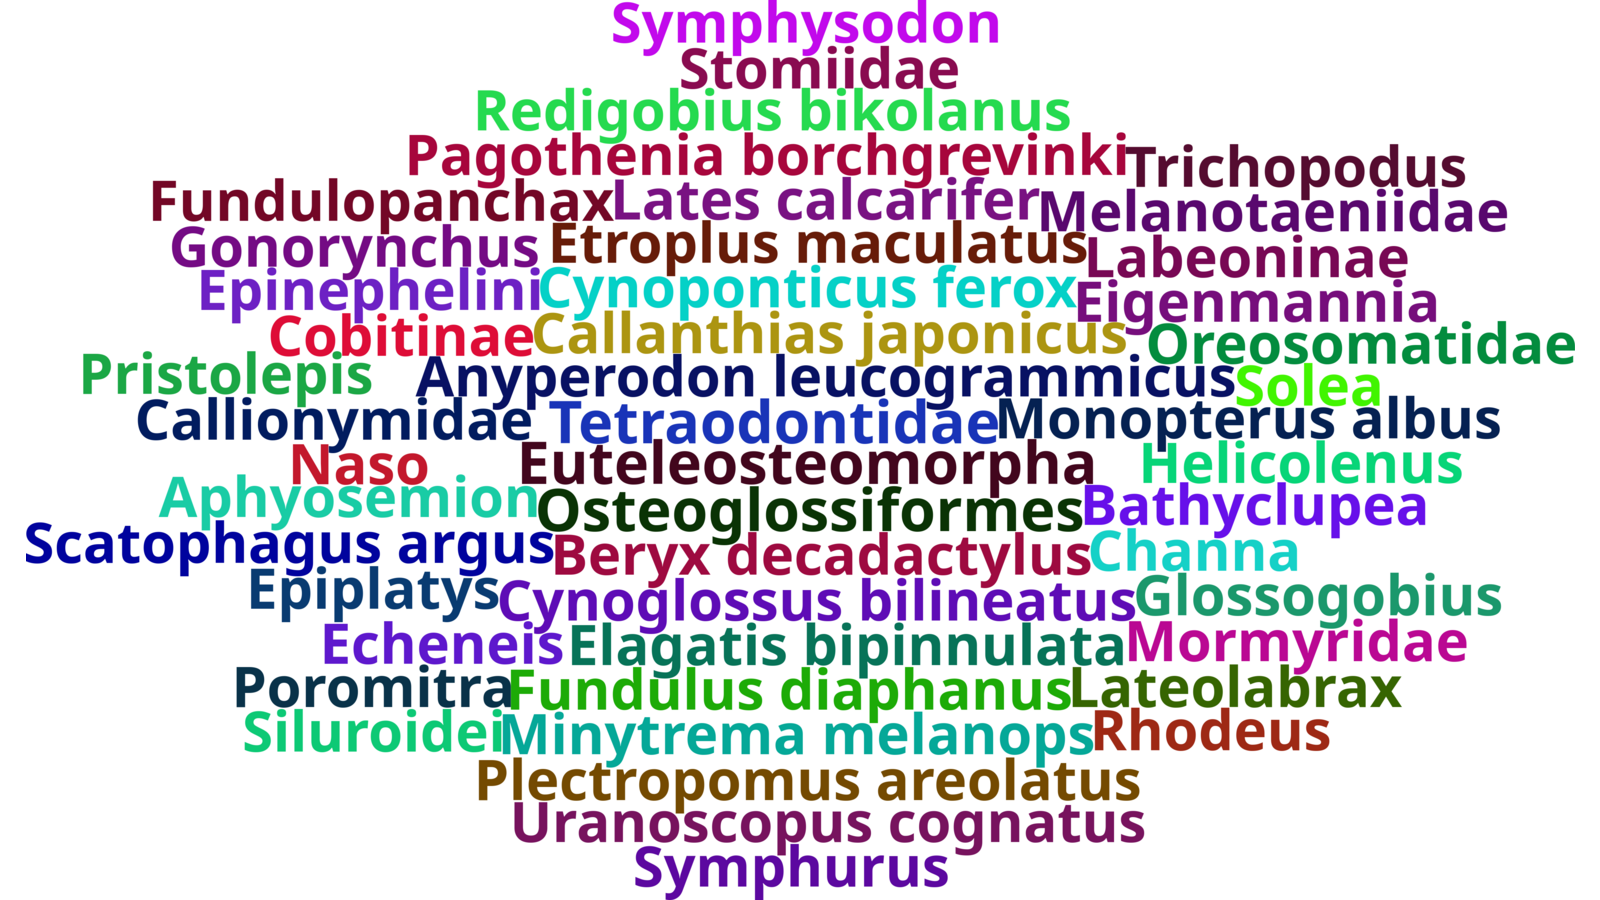 Symphysodon
Stomiidae
Redigobius bikolanus
Pagothenia borchgrevinki Trichopodus
Fundulopanchax Lates calcarifer Melanotaeniidae
Gonorynchus Etroplus maculatus Labeoninae
Epinephelini Cynoponticus ferox Eigenmannia
Cobitinae Callanthias japonicus Oreosomatidae
Pristolepis Anyperodon leucogrammicus Solea
Callionymidae Tetraodontidae Monopterus albus
Naso Euteleosteomorpha Helicolenus
Aphyosemion Osteoglossiformes Bathyclupea
Scatophagus argus Beryx decadactylus Channa
Epiplatys Cynoglossus bilineatus Glossogobius
Echeneis Elagatis bipinnulata Mormyridae
Poromitra Fundulus diaphanus Lateolabrax
Siluroidei Minytrema melanops Rhodeus
Plectropomus areolatus
Uranoscopus cognatus
Symphurus